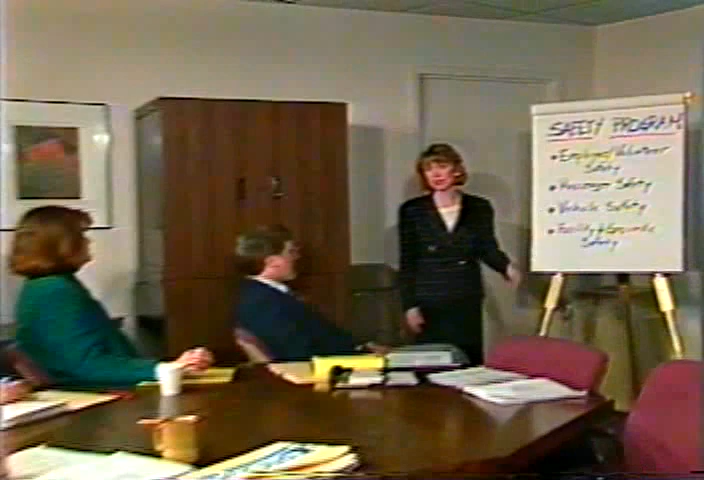 SAFETY PROGRAM
• Employee/Volunteer
Safety
• Passenger Safety
• Vehicle Safety
• Facility & Grounds
Safety